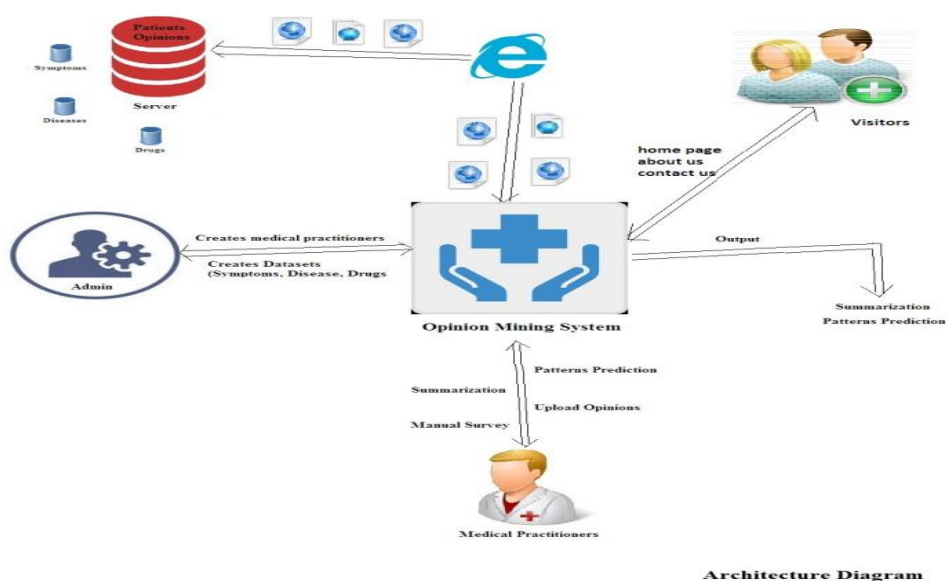 Patients
Opinions
Symptoms
Server
Diseases
Drugs
Visitors
home page
about us
contact us
Creates medical practitioners
Creates Datasets
(Symptoms, Disease, Drugs
Admin
Output
Summarization
Patterns Prediction
Opinion Mining System
Patterns Prediction
Summarization
Upload Opinions
Manual Survey
Medical Practitioners
Architecture Diagram